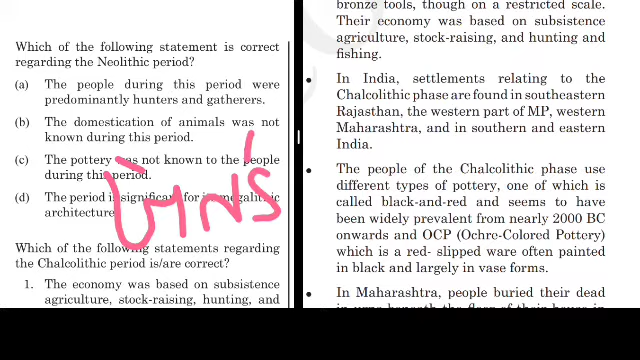 Which of the following statement is correct
regarding the Neolithic period?
(a) The people during this period were
predominantly hunters and gatherers.
(b) The domestication of animals was not
known during this period.
(c) The pottery was not known to the people
during this period.
(d) The period is significant for its megalithic
architecture
Which of the following statements regarding
the Chalcolithic period is/are correct?
1. The economy was based on subsistence
agriculture, stock-raising, hunting, and
bronze tools, though on a restricted scale.
Their economy was based on subsistence
agriculture, stock-raising, and hunting and
fishing.
• In India, settlements relating to the
Chalcolithic phase are found in southeastern
Rajasthan, the western part of MP, western
Maharashtra, and in southern and eastern
India.
• The people of the Chalcolithic phase use
different types of pottery, one of which is
called black-and-red and seems to have
been widely prevalent from nearly 2000 BC
onwards and OCP (Ochre-Colored Pottery)
which is a red- slipped ware often painted
in black and largely in vase forms.
• In Maharashtra, people buried their dead
in urns beneath the floor of their house in